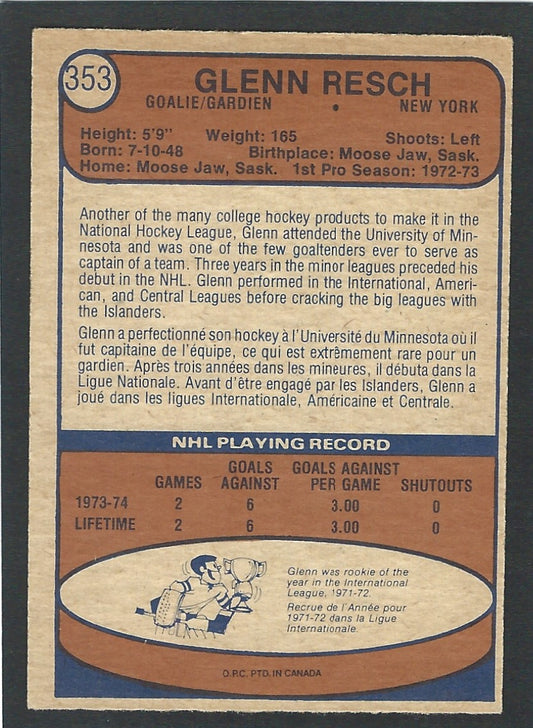 353
GLENN RESCH
GOALIE/GARDIEN • NEW YORK
Height: 5'9" Weight: 165 Shoots: Left
Born: 7-10-48 Birthplace: Moose Jaw, Sask.
Home: Moose Jaw, Sask. 1st Pro Season: 1972-73
Another of the many college hockey products to make it in the
National Hockey League, Glenn attended the University of Min-
nesota and was one of few goaltenders ever to serve as
captain of a team. Three years in the minor leagues preceded his
debut in the NHL. Glenn performed in the International, Ameri-
can, and Central Leagues before cracking the big leagues with
the Islanders.
Glenn a perfectionné son hockey à l'Université du Minnesota où il
fut capitaine de l'équipe, ce qui est extrêmement rare pour un
gardien. Après trois années dans les mineures, il débuta dans la
Ligue Nationale. Avant d'être engagé par les Islanders, Glenn a
joué dans les ligues Internationale, Américaine et Centrale.
NHL PLAYING RECORD
GOALS GOALS AGAINST
GAMES AGAINST PER GAME SHUTOUTS
1973-74 2 6 3.00 0
LIFETIME 2 6 3.00 0
Glenn was rookie of the
year in the International
League, 1971-72.
Recrue de l'Année pour
1971-72 dans la Ligue
Internationale.
O.P.C. PTD. IN CANADA